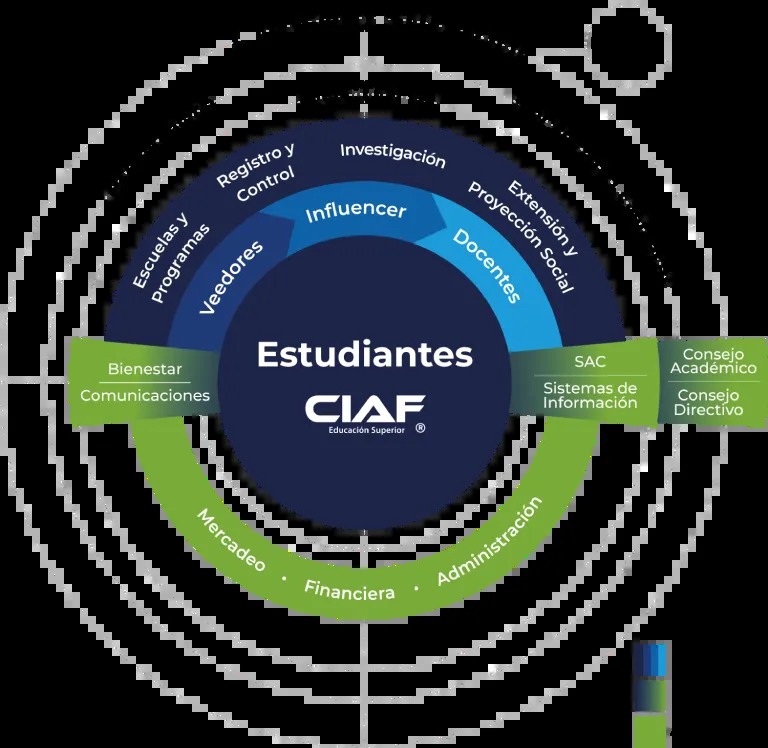 Escuelas y
Programas
Registro y
Control
Investigación
Extensión y
Proyección Social
Veedores
Influencer
Docentes
Estudiantes
CIAF
Educación Superior ®
Bienestar
Comunicaciones
SAC
Sistemas de
Información
Consejo
Académico
Consejo
Directivo
Mercadeo • Financiera • Administración